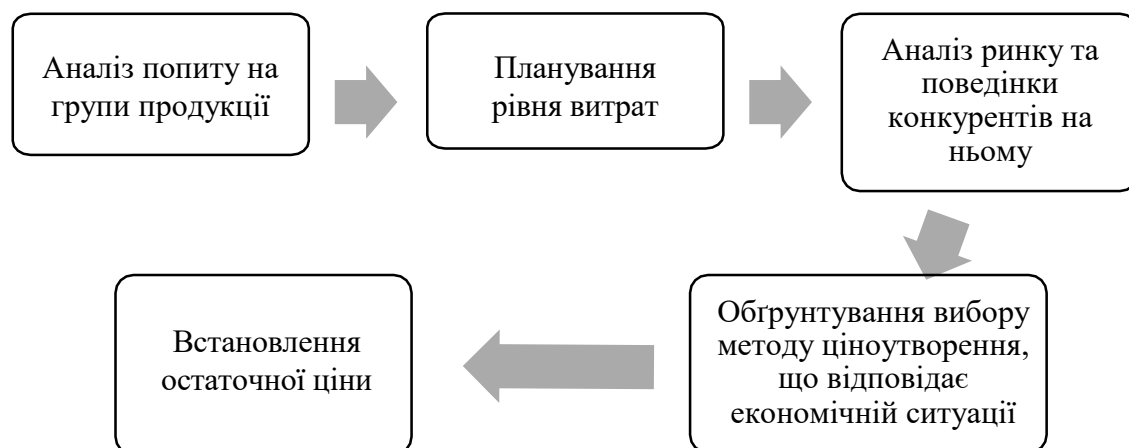 Аналіз попиту на
групи продукції
Планування
рівня витрат
Аналіз ринку та
поведінки
конкурентів на
ньому
Обґрунтування вибору
методу ціноутворення,
що відповідає
економічній ситуації
Встановлення
остаточної ціни